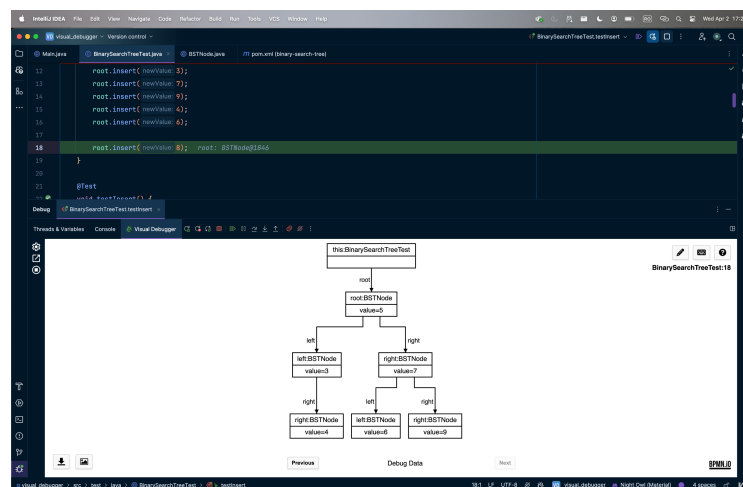 IntelliJ IDEA File Edit View Navigate Code Refactor Build Run Tools VCS Window Help Wed Apr 2 17:2
VD visual_debugger Version control BinarySearchTreeTest.testInsert
Main.java BinarySearchTreeTest.java BSTNode.java pom.xml (binary-search-tree)
12 root.insert( newValue: 3);
13 root.insert( newValue: 7);
14 root.insert( newValue: 9);
15 root.insert( newValue: 4);
16 root.insert( newValue: 6);
17
18 root.insert( newValue: 8); root: BSTNode@1846
19 }
20
21 @Test
22 void testInsert() {
Debug BinarySearchTreeTest.testInsert
Threads & Variables Console Visual Debugger
this:BinarySearchTreeTest
BinarySearchTreeTest:18
root
root:BSTNode
value=5
left right
left:BSTNode right:BSTNode
value=3 value=7
right left right
right:BSTNode left:BSTNode right:BSTNode
value=4 value=6 value=9
Previous Debug Data Next BPMN.iO
visual_debugger > src > test > java > BinarySearchTreeTest > testInsert 18:1 LF UTF-8 VD visual_debugger Night Owl (Material) 4 spaces